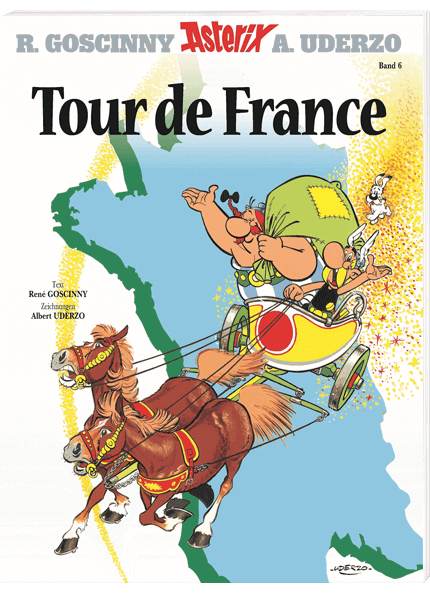 R. GOSCINNY Asterix A. UDERZO
Band 6
Tour de France
Text
René GOSCINNY
Zeichnungen
Albert UDERZO
-UDERZO-